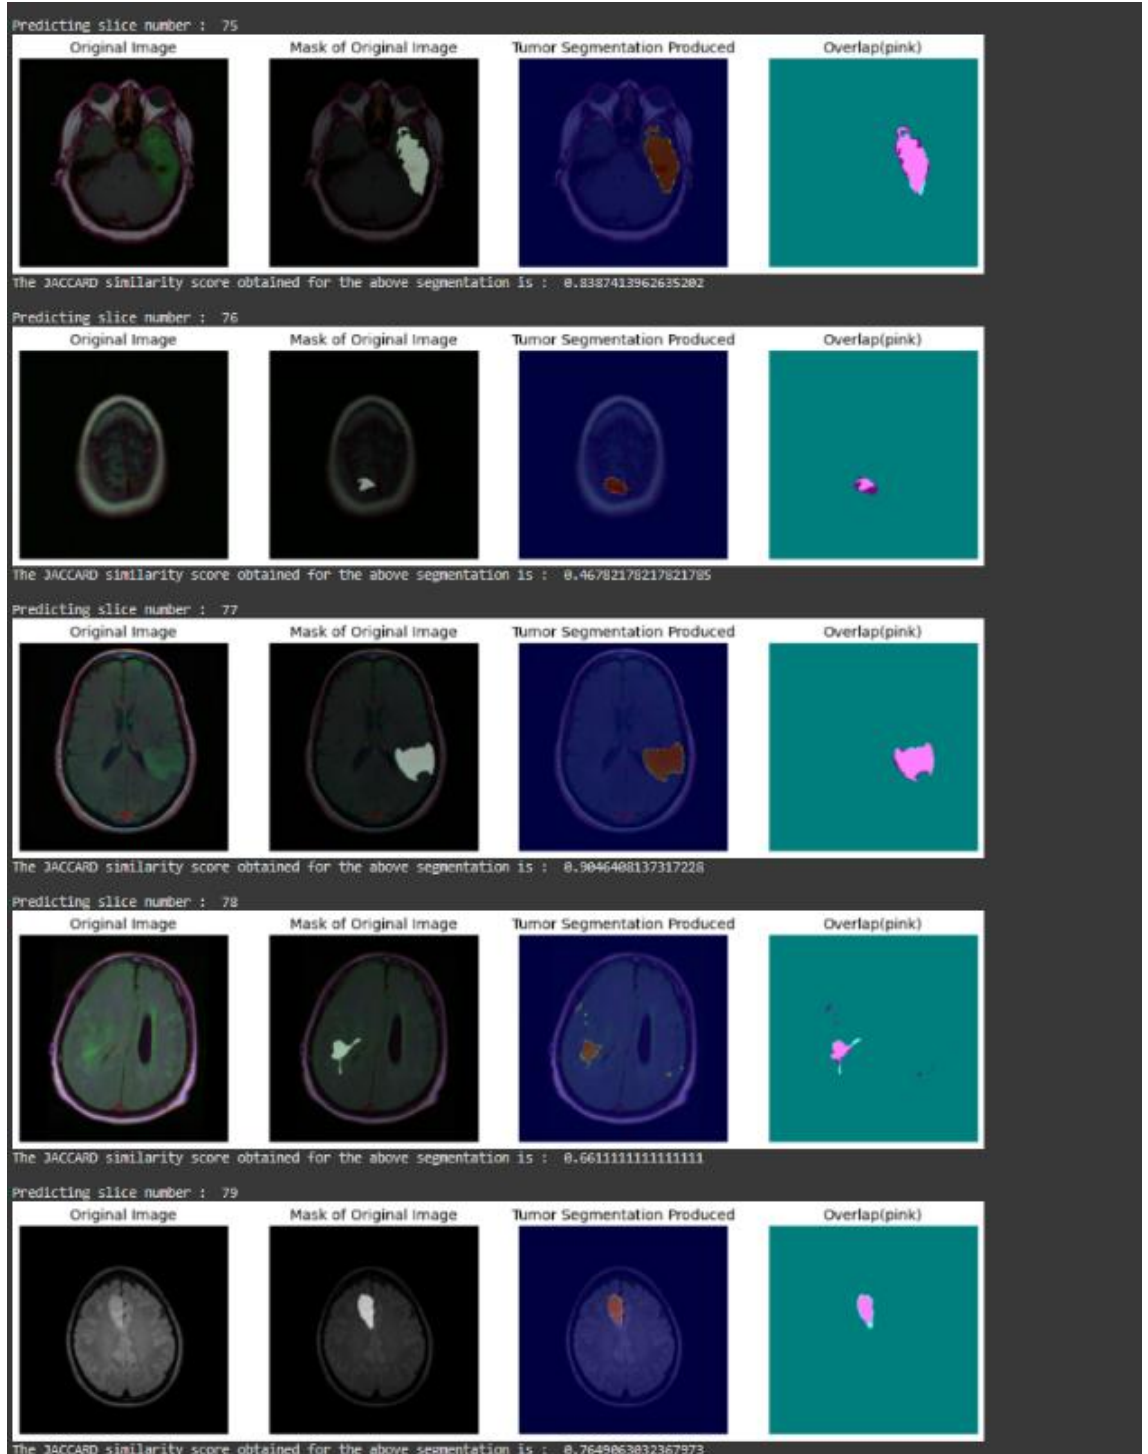 Predicting slice number : 75
Original Image Mask of Original Image Tumor Segmentation Produced Overlap(pink)
The JACCARD similarity score obtained for the above segmentation is : 0.8387413962635202
Predicting slice number : 76
Original Image Mask of Original Image Tumor Segmentation Produced Overlap(pink)
The JACCARD similarity score obtained for the above segmentation is : 0.46782178217821785
Predicting slice number : 77
Original Image Mask of Original Image Tumor Segmentation Produced Overlap(pink)
The JACCARD similarity score obtained for the above segmentation is : 0.9046408137317228
Predicting slice number : 78
Original Image Mask of Original Image Tumor Segmentation Produced Overlap(pink)
The JACCARD similarity score obtained for the above segmentation is : 0.6611111111111111
Predicting slice number : 79
Original Image Mask of Original Image Tumor Segmentation Produced Overlap(pink)
The JACCARD similarity score obtained for the above segmentation is : 0.7649063032367973